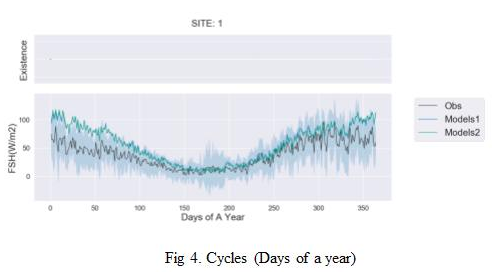 SITE: 1
Existence
FSH(W/m2)
100
50
0
0
50
100
150
200
250
300
350
Days of A Year
Obs
Models1
Models2
Fig 4. Cycles (Days of a year)